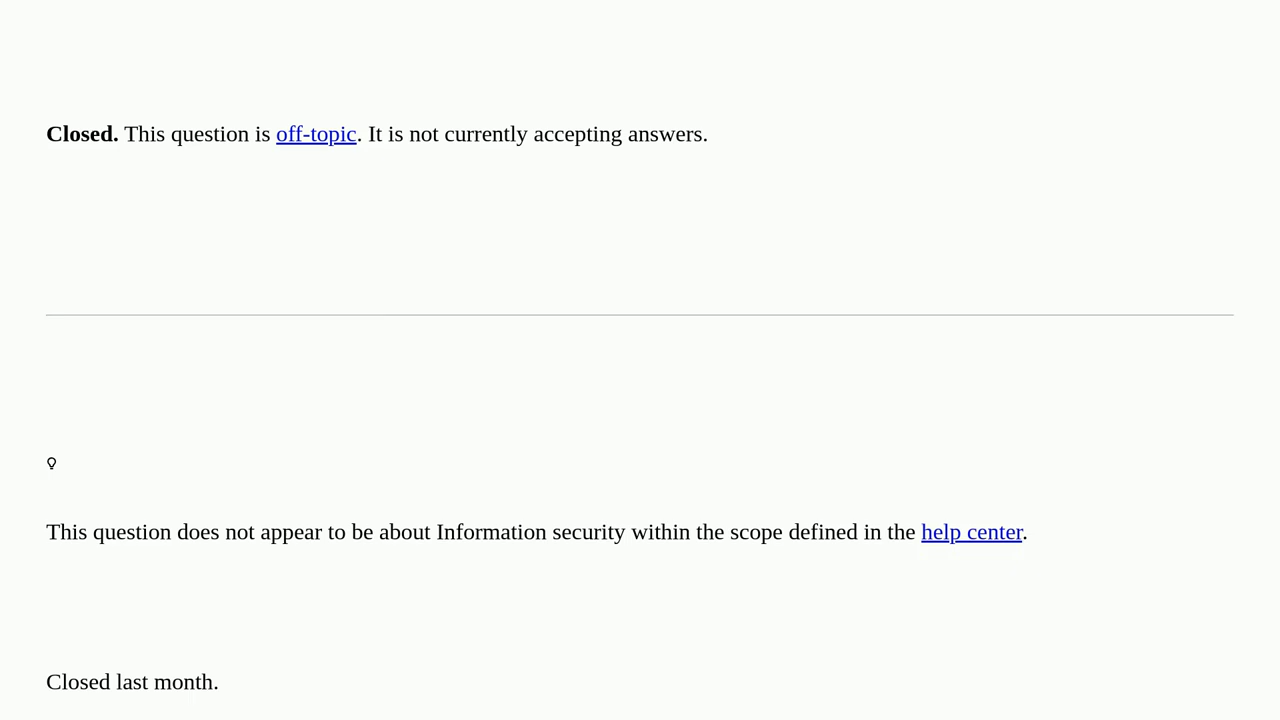 Closed. This question is off-topic. It is not currently accepting answers.
This question does not appear to be about Information security within the scope defined in the help center.
Closed last month.